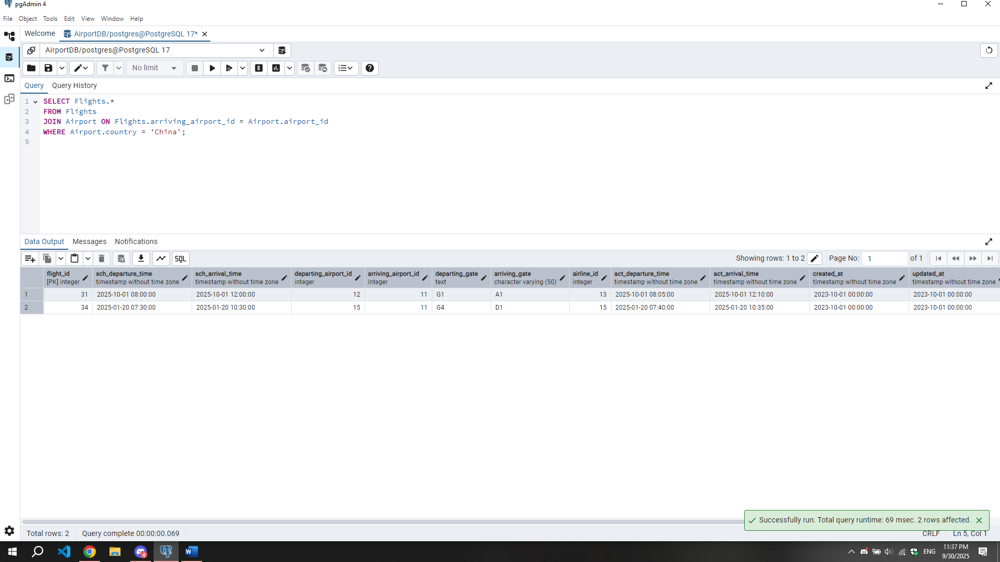 pgAdmin 4
File Object Tools Edit View Window Help
Welcome AirportDB/postgres@PostgreSQL 17*
AirportDB/postgres@PostgreSQL 17
No limit
Query Query History
1 SELECT Flights.*
2 FROM Flights
3 JOIN Airport ON Flights.arriving_airport_id = Airport.airport_id
4 WHERE Airport.country = 'China';
5
Data Output Messages Notifications
SQL Showing rows: 1 to 2 Page No: 1 of 1
flight_id sch_departure_time sch_arrival_time departing_airport_id arriving_airport_id departing_gate arriving_gate airline_id act_departure_time act_arrival_time created_at updated_at
[PK] integer timestamp without time zone timestamp without time zone integer integer text character varying (50) integer timestamp without time zone timestamp without time zone timestamp without time zone timestamp without time zone
1 31 2025-10-01 08:00:00 2025-10-01 12:00:00 12 11 G1 A1 13 2025-10-01 08:05:00 2025-10-01 12:10:00 2023-10-01 00:00:00 2023-10-01 00:00:00
2 34 2025-01-20 07:30:00 2025-01-20 10:30:00 15 11 G4 D1 15 2025-01-20 07:40:00 2025-01-20 10:35:00 2023-10-01 00:00:00 2023-10-01 00:00:00
Successfully run. Total query runtime: 69 msec. 2 rows affected.
Total rows: 2 Query complete 00:00:00.069 CRLF Ln 5, Col 1
4 ENG 11:37 PM
9/30/2025